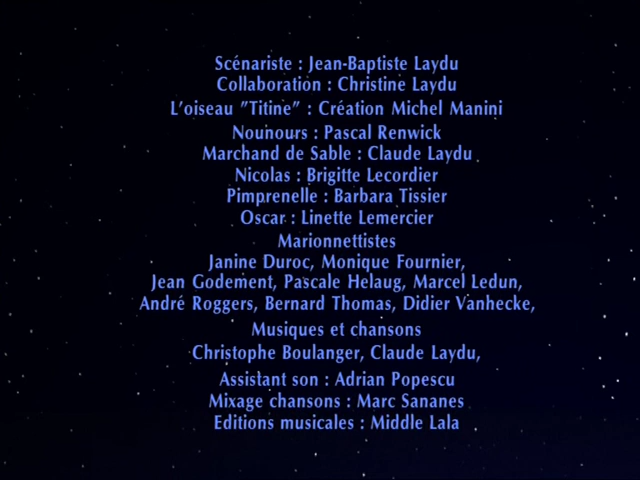 Scénariste : Jean-Baptiste Laydu
Collaboration : Christine Laydu
L'oiseau "Titine" : Création Michel Manini
Nounours : Pascal Renwick
Marchand de Sable : Claude Laydu
Nicolas : Brigitte Lecordier
Pimprenelle : Barbara Tissier
Oscar : Linette Lemercier
Marionnettistes
Janine Duroc, Monique Fournier,
Jean Godement, Pascale Helaug, Marcel Ledun,
André Roggers, Bernard Thomas, Didier Vanhecke,
Musiques et chansons
Christophe Boulanger, Claude Laydu,
Assistant son : Adrian Popescu
Mixage chansons : Marc Sananes
Editions musicales : Middle Lala